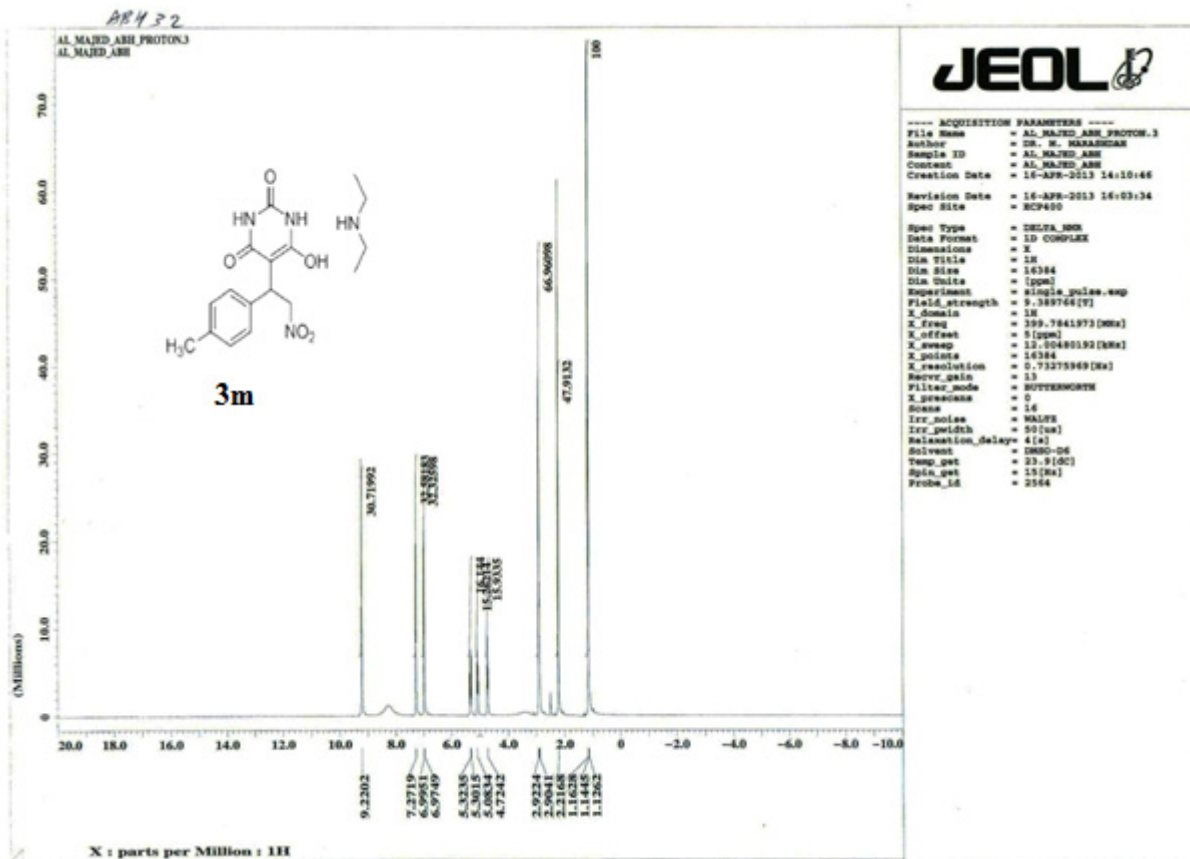 AB432
AL_MAJED_ABH_PROTON.3
AL_MAJED_ABH
JEOL
---- ACQUISITION PARAMETERS ----
File Name = AL_MAJED_ABH_PROTON.3
Author = DR. M. MARASHDAH
Sample ID = AL_MAJED_ABH
Content = AL_MAJED_ABH
Creation Date = 16-APR-2013 14:10:46
Revision Date = 16-APR-2013 16:03:34
Spec Site = ECP400
Spec Type = DELTA_NMR
Data Format = 1D COMPLEX
Dimensions = X
Dim Title = 1H
Dim Size = 16384
Dim Units = [ppm]
Experiment = single_pulse.exp
Field_strength = 9.389766[T]
X_domain = 1H
X_freq = 399.7841973[MHz]
X_offset = 5[ppm]
X_sweep = 12.00480192[kHz]
X_points = 16384
X_resolution = 0.73275969[Hz]
Recvr_gain = 13
Filter_mode = BUTTERWORTH
X_prescans = 0
Scans = 16
Irr_noise = WALTZ
Irr_pwidth = 50[us]
Relaxation_delay= 4[s]
Solvent = DMSO-D6
Temp_get = 23.9[dC]
Spin_get = 15[Hz]
Probe_id = 2564
O
HN NH
O OH
HN
NO2
H3C
3m
100
66.96098
47.9132
30.71992
32.58183
32.32598
16.144
15.9335
(Millions)
70.0
60.0
50.0
40.0
30.0
20.0
10.0
0
20.0 18.0 16.0 14.0 12.0 10.0 8.0 6.0 4.0 2.0 0 -2.0 -4.0 -6.0 -8.0 -10.0
9.2202
7.2719
6.9951
6.9749
5.3235
5.3015
5.0834
4.7242
2.9224
2.9041
2.2168
1.1628
1.1445
1.1262
X : parts per Million : 1H